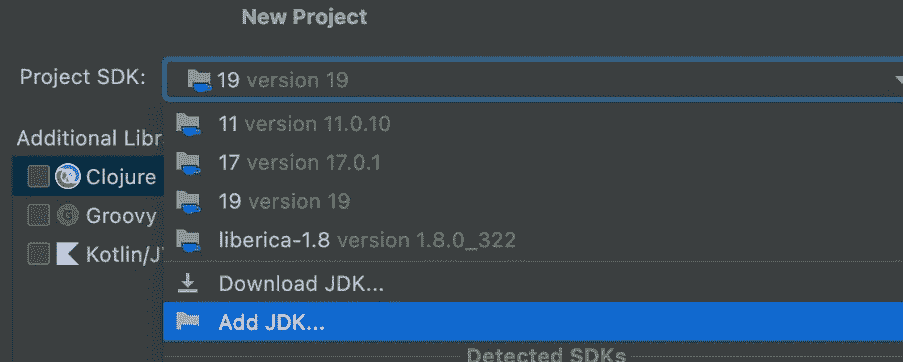 New Project
Project SDK: 19 version 19
11 version 11.0.10
Additional Libr
17 version 17.0.1
Clojure
19 version 19
Groovy
liberica-1.8 version 1.8.0_322
Kotlin/J
Download JDK...
Add JDK...
Detected SDKs